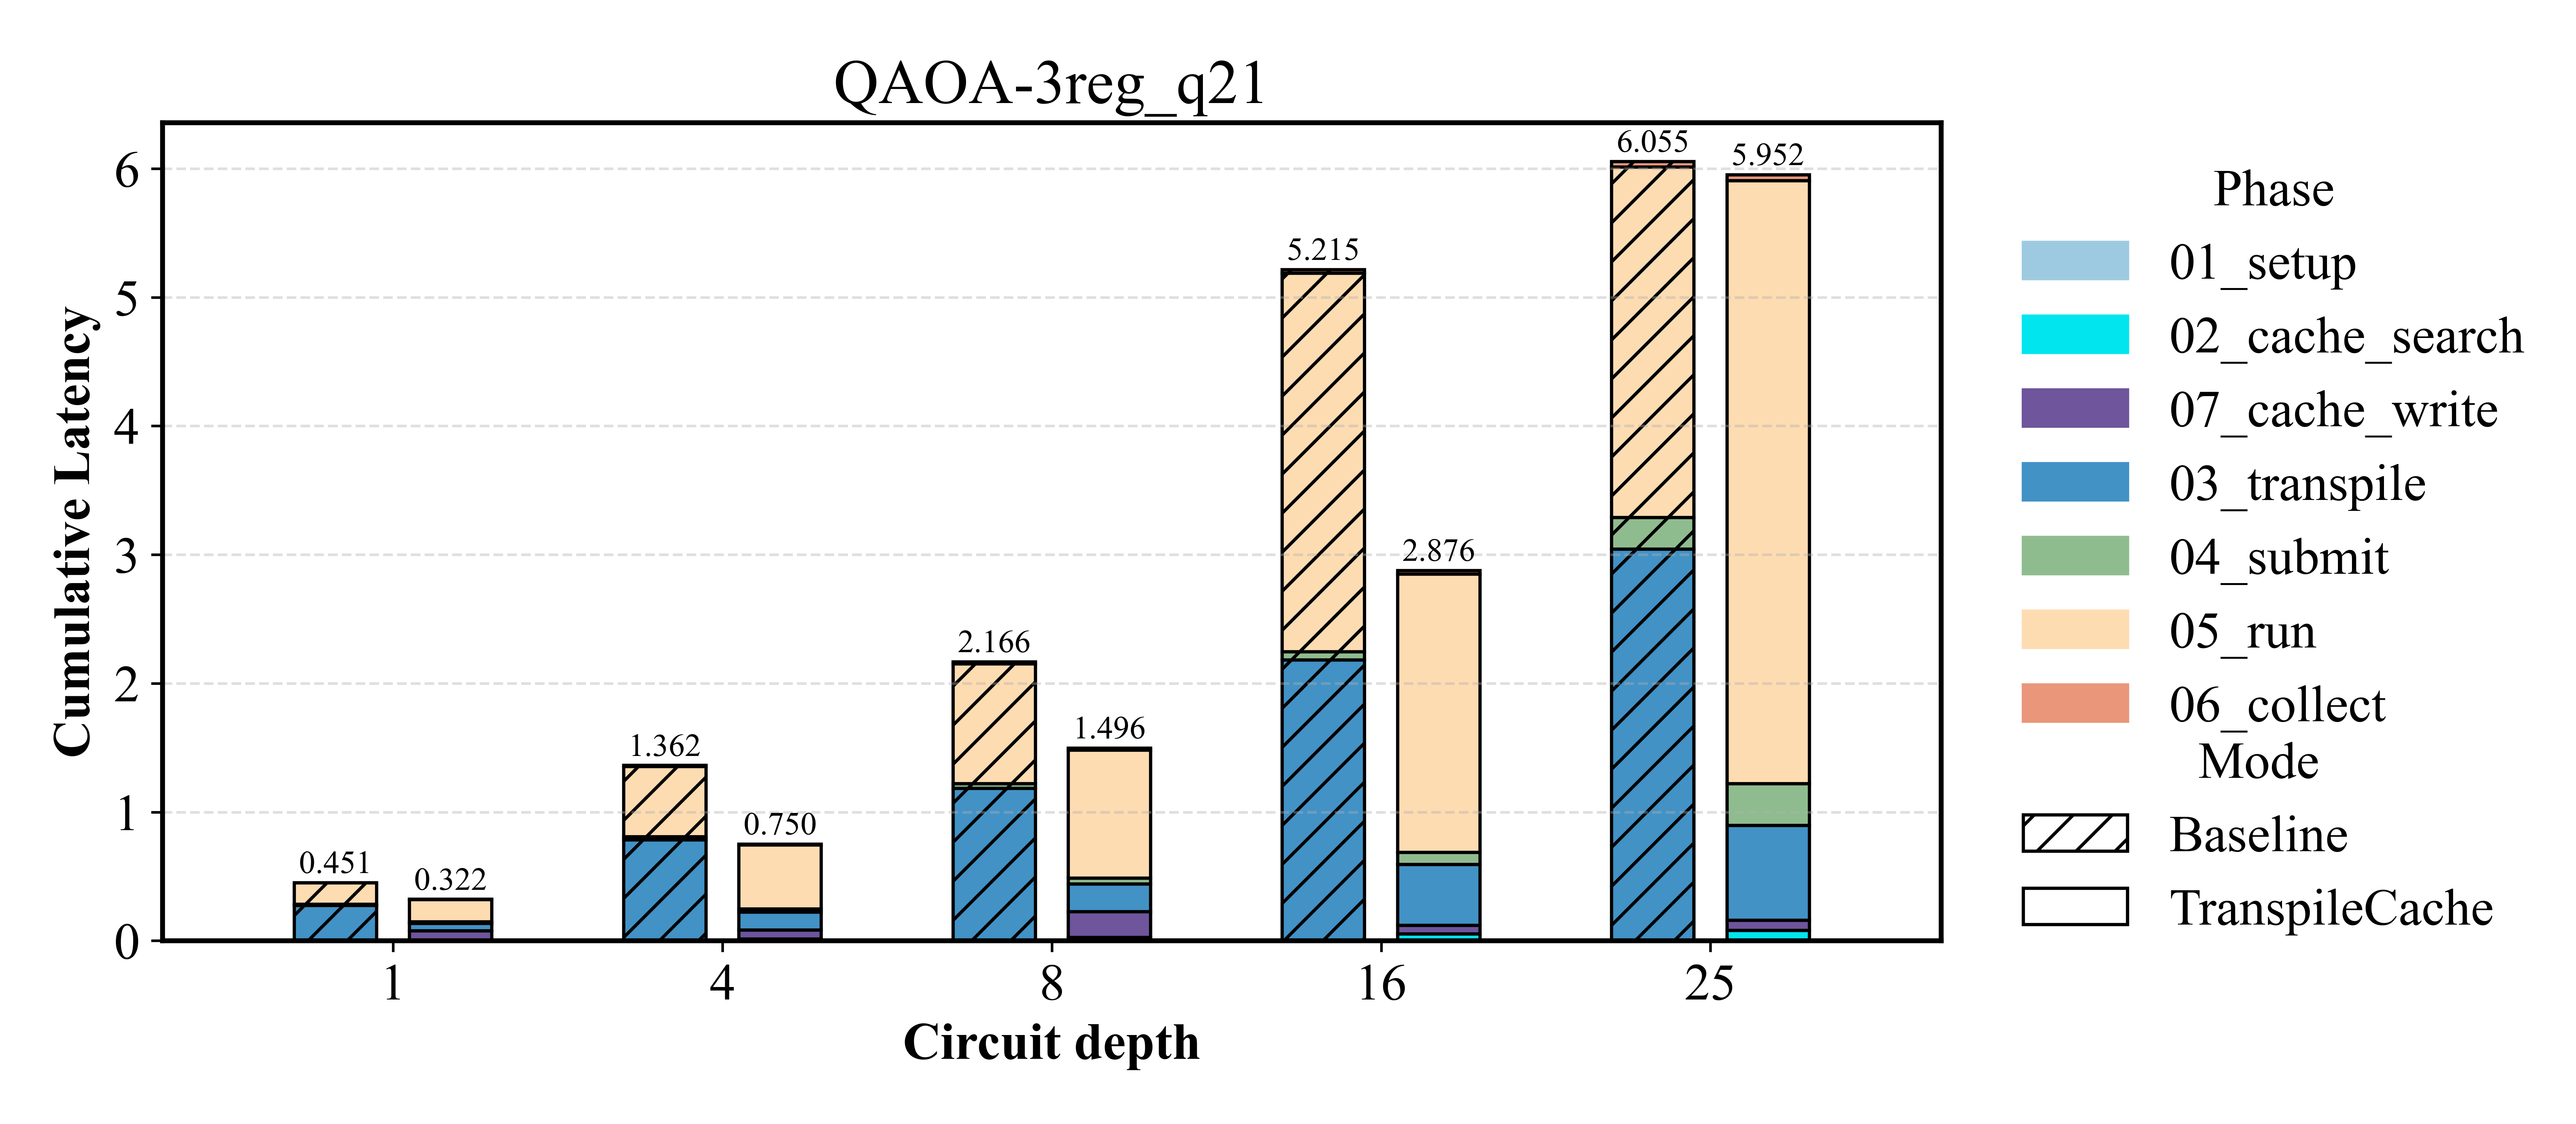 QAOA-3reg_q21
Cumulative Latency
6
5
4
3
2
1
0
0.451
0.322
1.362
0.750
2.166
1.496
5.215
2.876
6.055
5.952
1
4
8
16
25
Circuit depth
Phase
01_setup
02_cache_search
07_cache_write
03_transpile
04_submit
05_run
06_collect
Mode
Baseline
TranspileCache